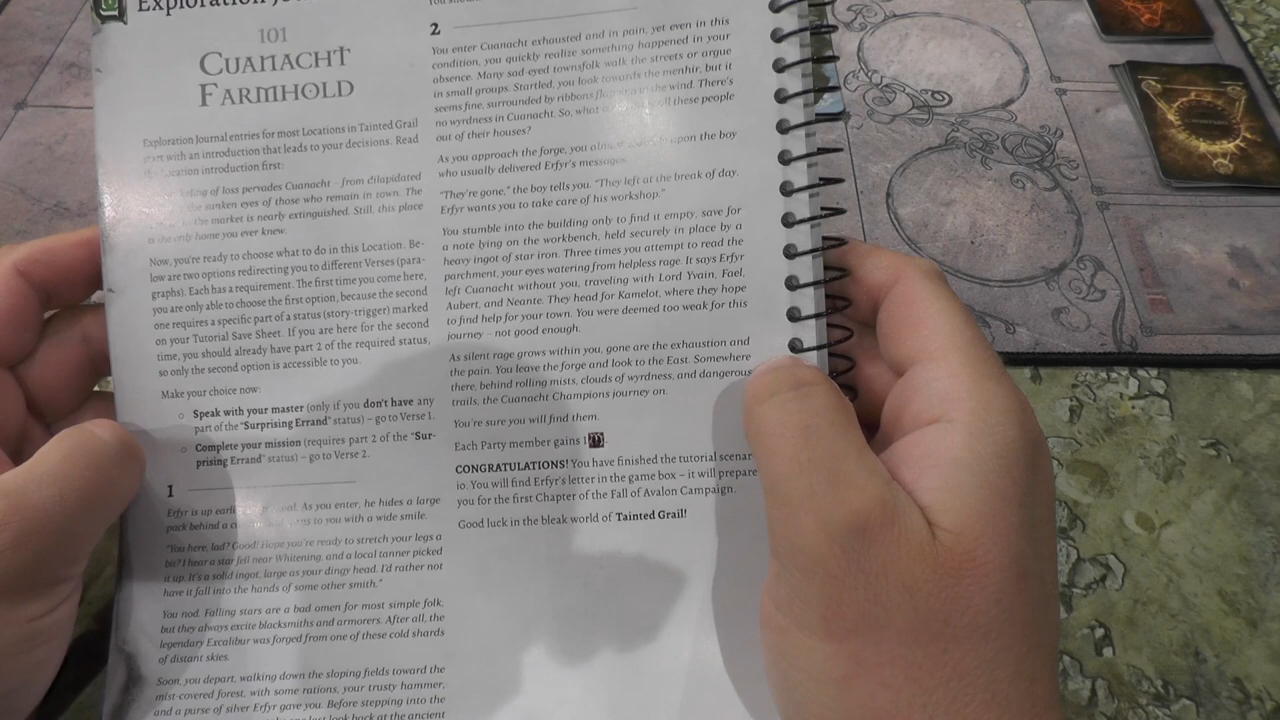 Exploration Jo
101
CUANACHT
FARMHOLD
Exploration Journal entries for most Locations in Tainted Grail
start with an introduction that leads to your decisions. Read
location introduction first:
of loss pervades Cuanacht – from dilapidated
the sunken eyes of those who remain in town. The
the market is nearly extinguished. Still, this place
is the only home you ever knew.
Now, you're ready to choose what to do in this Location. Be-
low are two options redirecting you to different Verses (para-
graphs). Each has a requirement. The first time you come here,
you are only able to choose the first option, because the second
one requires a specific part of a status (story-trigger) marked
on your Tutorial Save Sheet. If you are here for the second
time, you should already have part 2 of the required status,
so only the second option is accessible to you.
Make your choice now:
○ Speak with your master (only if you don't have any
part of the "Surprising Errand" status) – go to Verse 1.
○ Complete your mission (requires part 2 of the "Sur-
prising Errand" status) – go to Verse 2.
1
Erfyr is up As you enter, he hides a large
pack behind a to you with a wide smile.
"You here, lad? Good! Hope you're ready to stretch your legs a
bit? I hear a star fell near Whitening, and a local tanner picked
it up. It's a solid ingot, large as your dingy head. I'd rather not
have it fall into the hands of some other smith."
You nod. Falling stars are a bad omen for most simple folk,
but they always excite blacksmiths and armorers. After all, the
legendary Excalibur was forged from one of these cold shards
of distant skies.
Soon, you depart, walking down the sloping fields toward the
mist-covered forest, with some rations, your trusty hammer,
and a purse of silver Erfyr gave you. Before stepping into the
last look back at the ancient
2
You enter Cuanacht exhausted and in pain, yet even in this
condition, you quickly realize something happened in your
absence. Many sad-eyed townsfolk walk the streets or argue
in small groups. Startled, you look towards the menhir, but it
seems fine, surrounded by ribbons in the wind. There's
no wyrdness in Cuanacht. So, what all these people
out of their houses?
As you approach the forge, you upon the boy
who usually delivered Erfyr's messages.
"They're gone," the boy tells you. "They left at the break of day.
Erfyr wants you to take care of his workshop."
You stumble into the building only to find it empty, save for
a note lying on the workbench, held securely in place by a
heavy ingot of star iron. Three times you attempt to read the
parchment, your eyes watering from helpless rage. It says Erfyr
left Cuanacht without you, traveling with Lord Yvain, Fael,
Aubert, and Neante. They head for Kamelot, where they hope
to find help for your town. You were deemed too weak for this
journey – not good enough.
As silent rage grows within you, gone are the exhaustion and
the pain. You leave the forge and look to the East. Somewhere
there, behind rolling mists, clouds of wyrdness, and dangerous
trails, the Cuanacht Champions journey on.
You're sure you will find them.
Each Party member gains 1 .
CONGRATULATIONS! You have finished the tutorial scenar-
io. You will find Erfyr's letter in the game box – it will prepare
you for the first Chapter of the Fall of Avalon Campaign.
Good luck in the bleak world of Tainted Grail!